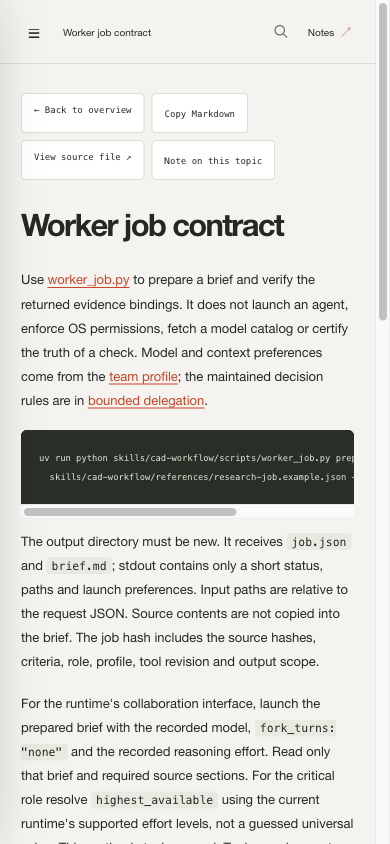 Worker job contract
Notes ↗
← Back to overview
Copy Markdown
View source file ↗
Note on this topic
Worker job contract
Use worker_job.py to prepare a brief and verify the
returned evidence bindings. It does not launch an agent,
enforce OS permissions, fetch a model catalog or certify
the truth of a check. Model and context preferences
come from the team profile; the maintained decision
rules are in bounded delegation.
uv run python skills/cad-workflow/scripts/worker_job.py prep
skills/cad-workflow/references/research-job.example.json
The output directory must be new. It receives job.json
and brief.md; stdout contains only a short status,
paths and launch preferences. Input paths are relative to
the request JSON. Source contents are not copied into
the brief. The job hash includes the source hashes,
criteria, role, profile, tool revision and output scope.
For the runtime's collaboration interface, launch the
prepared brief with the recorded model, fork_turns:
"none" and the recorded reasoning effort. Read only
that brief and required source sections. For the critical
role resolve highest_available using the current
runtime's supported effort levels, not a guessed universal